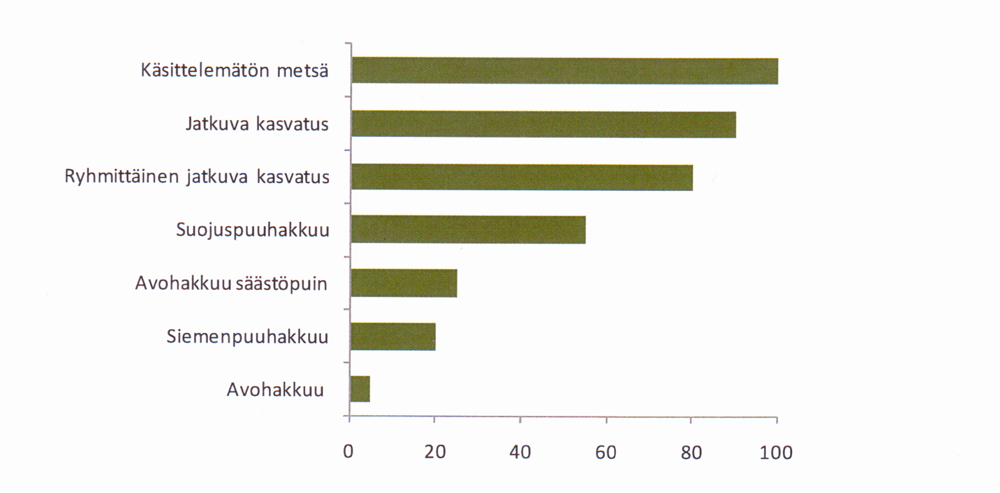 Käsittelemätön metsä
Jatkuva kasvatus
Ryhmittäinen jatkuva kasvatus
Suojuspuuhakkuu
Avohakkuu säästöpuin
Siemenpuuhakkuu
Avohakkuu
0 20 40 60 80 100